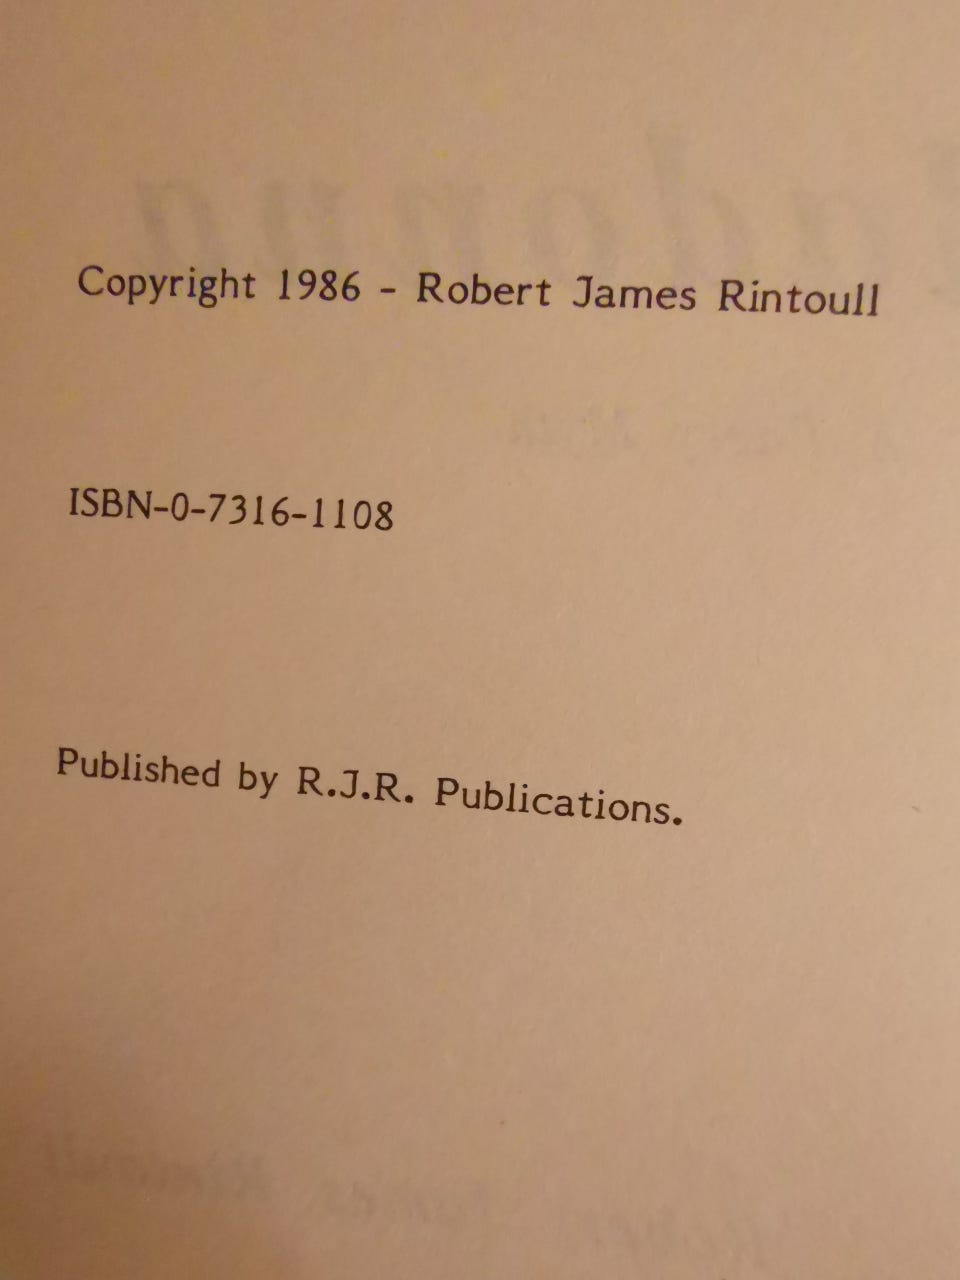 Copyright 1986 - Robert James Rintoull
ISBN-0-7316-1108
Published by R.J.R. Publications.